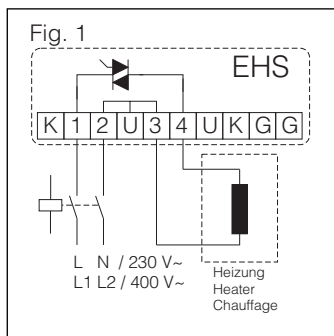 Fig. 1
EHS
K 1 2 U 3 4 U K G G
L N / 230 V~
L1 L2 / 400 V~
Heizung
Heater
Chauffage